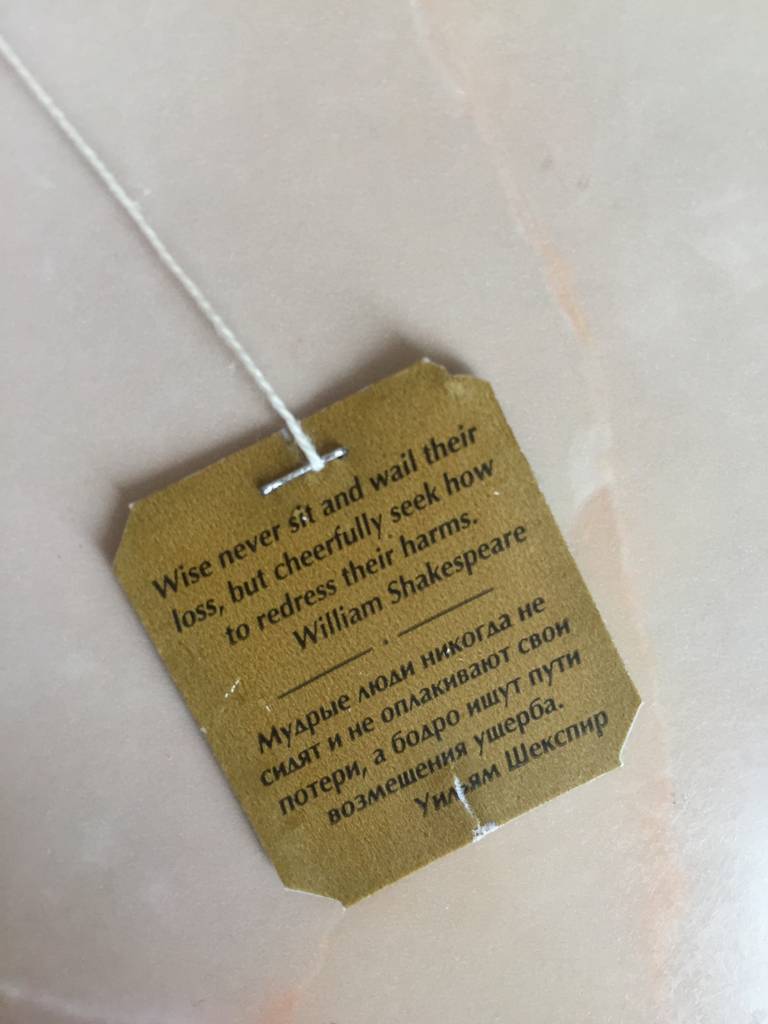 Wise never sit and wail their
loss, but cheerfully seek how
to redress their harms.
William Shakespeare
Мудрые люди никогда не
сидят и не оплакивают свои
потери, а бодро ищут пути
возмещения ущерба.
Уильям Шекспир